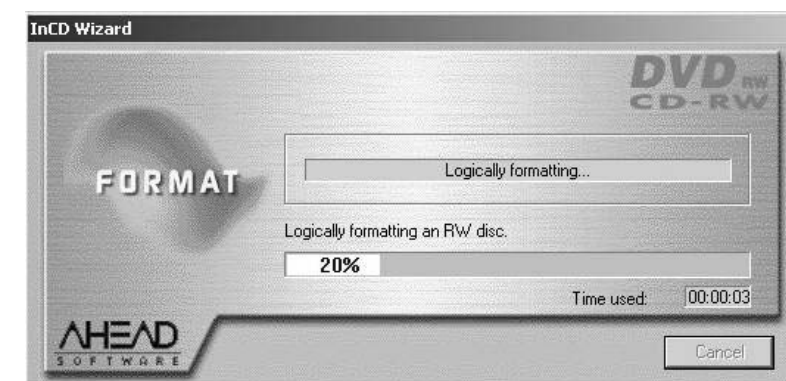 InCD Wizard
DVD RW
CD-RW
FORMAT
Logically formatting...
Logically formatting an RW disc.
20%
Time used: 00:00:03
AHEAD
SOFTWARE
Cancel